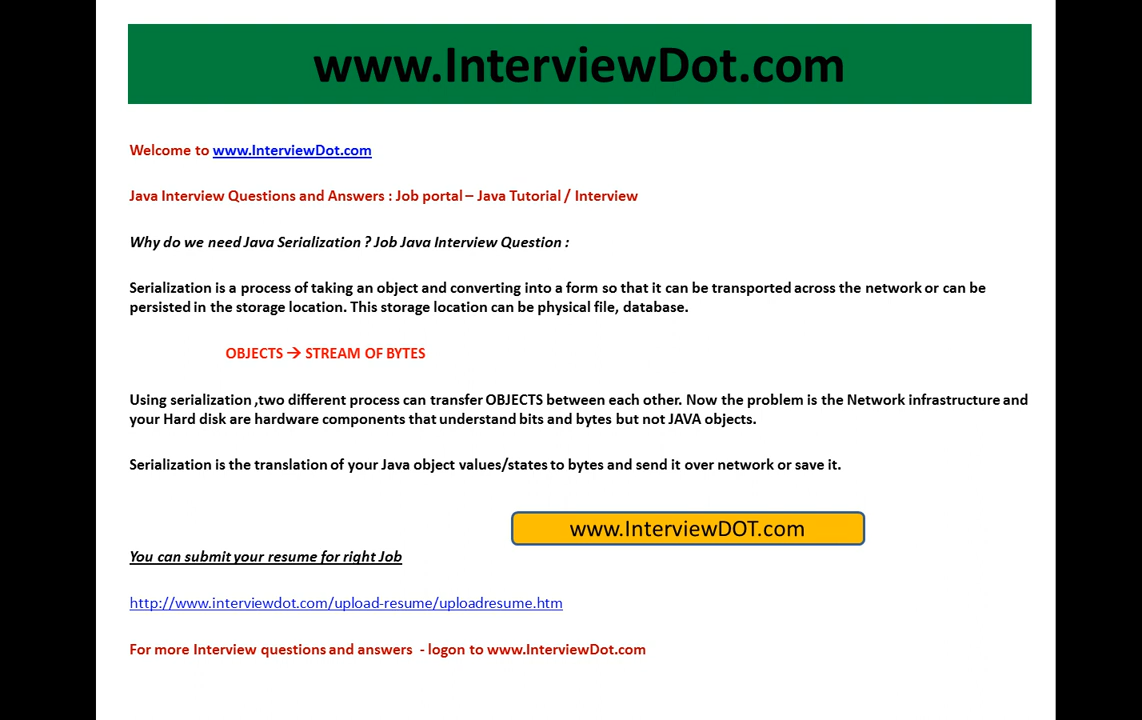 www.InterviewDot.com
Welcome to www.InterviewDot.com
Java Interview Questions and Answers : Job portal – Java Tutorial / Interview
Why do we need Java Serialization ? Job Java Interview Question :
Serialization is a process of taking an object and converting into a form so that it can be transported across the network or can be
persisted in the storage location. This storage location can be physical file, database.
OBJECTS → STREAM OF BYTES
Using serialization ,two different process can transfer OBJECTS between each other. Now the problem is the Network infrastructure and
your Hard disk are hardware components that understand bits and bytes but not JAVA objects.
Serialization is the translation of your Java object values/states to bytes and send it over network or save it.
www.InterviewDOT.com
You can submit your resume for right Job
http://www.interviewdot.com/upload-resume/uploadresume.htm
For more Interview questions and answers - logon to www.InterviewDot.com